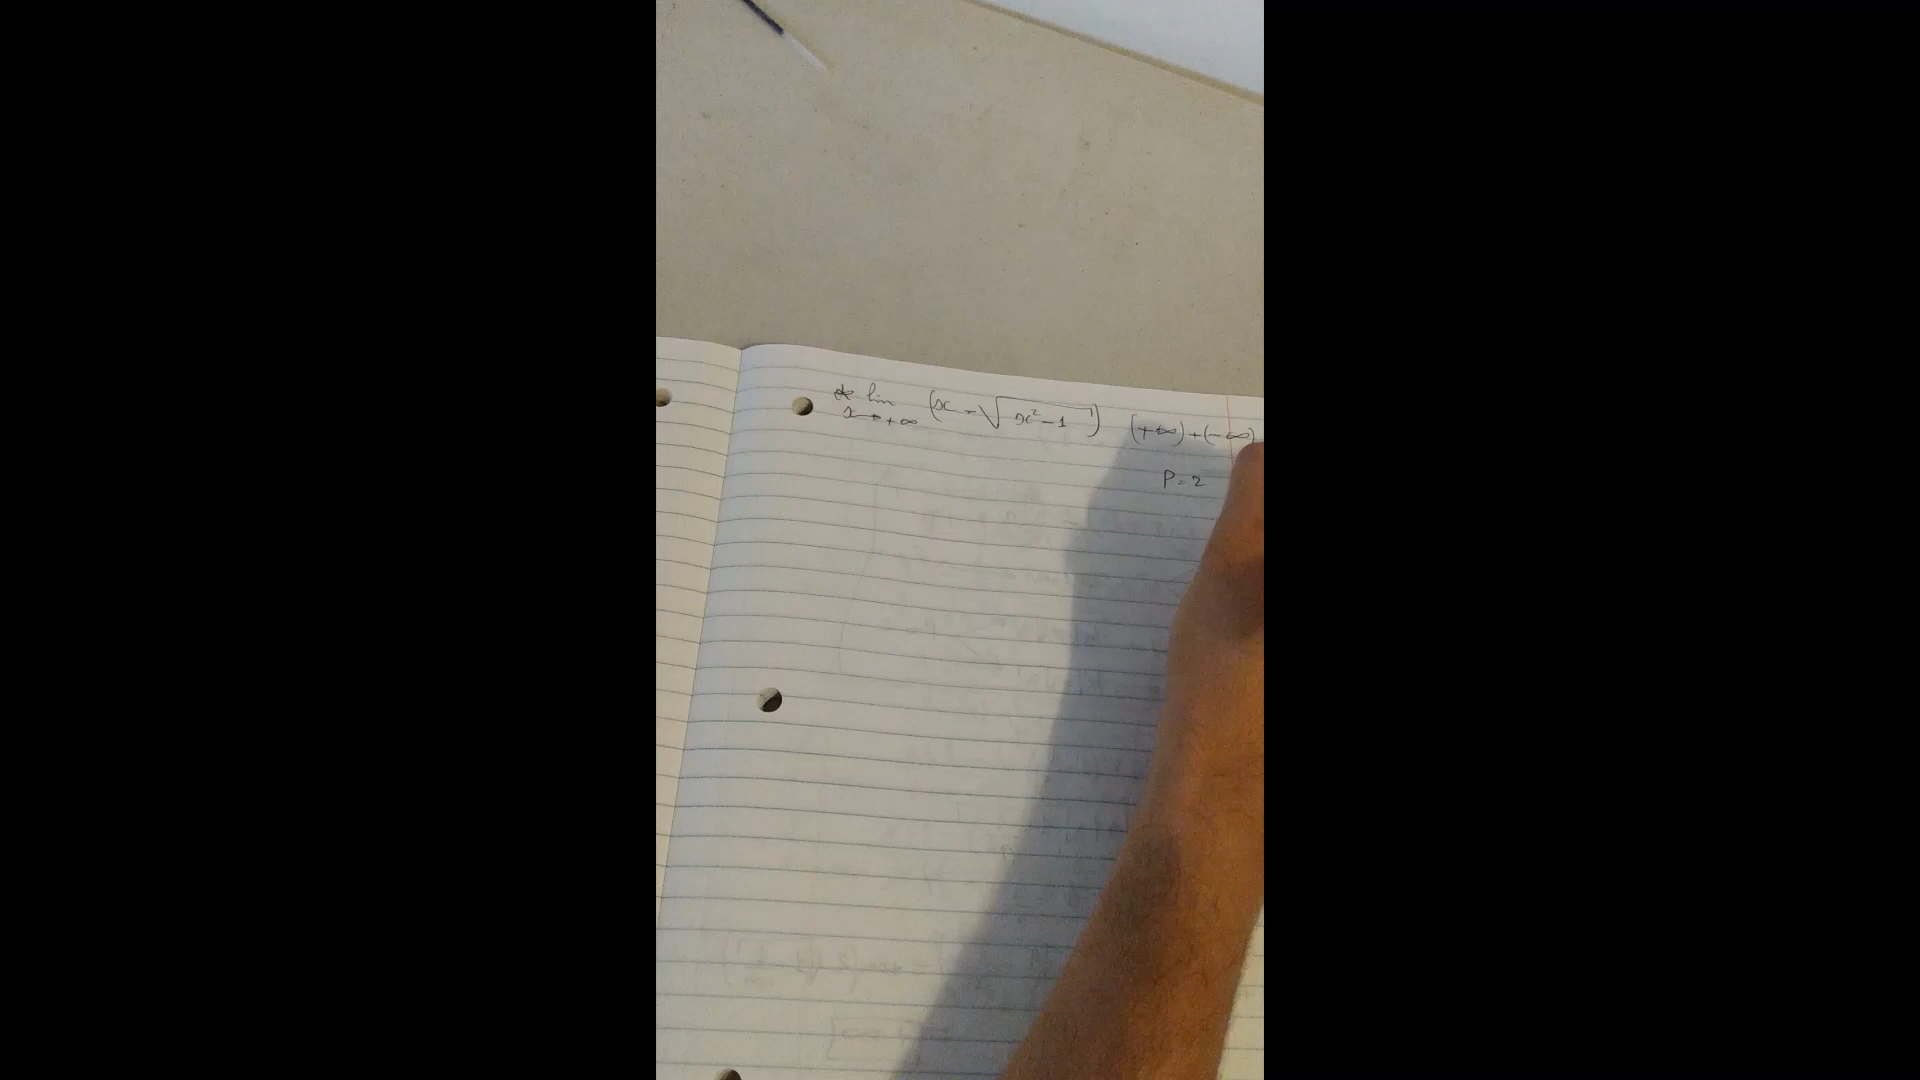 * lim (x - √(x² - 1)) (+∞) + (-∞)
x → +∞
P = 2